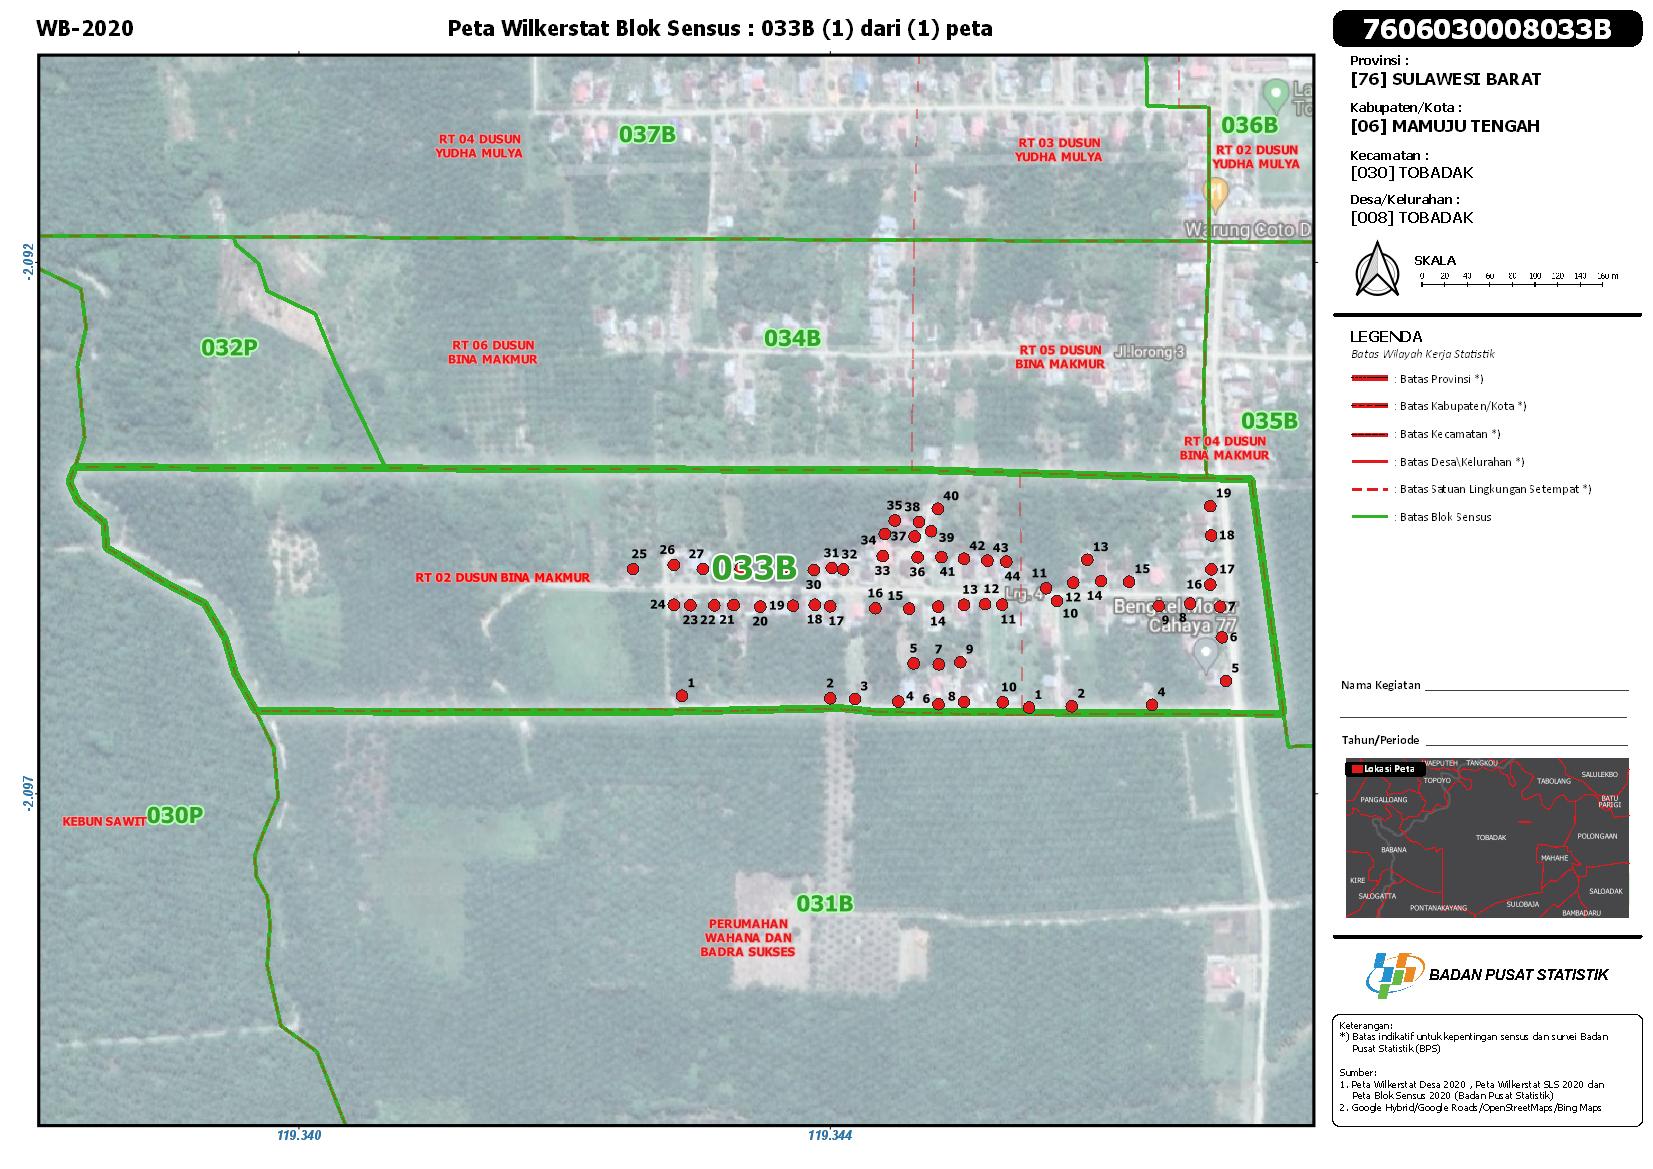 WB-2020
Peta Wilkerstat Blok Sensus : 033B (1) dari (1) peta
7606030008033B
Provinsi :
[76] SULAWESI BARAT
Kabupaten/Kota :
[06] MAMUJU TENGAH
Kecamatan :
[030] TOBADAK
Desa/Kelurahan :
[008] TOBADAK
SKALA
0 20 40 60 80 100 120 140 160 m
LEGENDA
Batas Wilayah Kerja Statistik
: Batas Provinsi *)
: Batas Kabupaten/Kota *)
: Batas Kecamatan *)
: Batas Desa\Kelurahan *)
: Batas Satuan Lingkungan Setempat *)
: Batas Blok Sensus
Nama Kegiatan
Tahun/Periode
Lokasi Peta
WAEPUTEH
TANGKOU
TOPOYO
TABOLANG
SALULEKBO
PANGALLOANG
BATU
PARIGI
TOBADAK
POLONGAAN
BABANA
MAHAHE
KIRE
SALOGATTA
SALOADAK
PONTANAKAYANG
SULOBAJA
BAMBADARU
BADAN PUSAT STATISTIK
Keterangan:
*) Batas indikatif untuk kepentingan sensus dan survei Badan
Pusat Statistik (BPS)
Sumber:
1. Peta Wilkerstat Desa 2020 , Peta Wilkerstat SLS 2020 dan
Peta Blok Sensus 2020 (Badan Pusat Statistik)
2. Google Hybrid/Google Roads/OpenStreetMaps/Bing Maps
-2.092
-2.097
119.340
119.344
La
To
036B
RT 02 DUSUN
YUDHA MULYA
037B
RT 04 DUSUN
YUDHA MULYA
RT 03 DUSUN
YUDHA MULYA
Warung Coto D
032P
RT 06 DUSUN
BINA MAKMUR
034B
RT 05 DUSUN
BINA MAKMUR
Jl.lorong 3
035B
RT 04 DUSUN
BINA MAKMUR
40
19
35 38
34 37 39
18
25 26 27
033B
31 32
30
33 36 41 42 43 44
13
11 12 14 15
17
16
RT 02 DUSUN BINA MAKMUR
Lrg. 4
24 23 22 21 20 19 18 17
16 15 14 13 12 11
10
9 8 7
Bengkel Motor
Cahaya 77
6
5 7 9
5
1 2 3 4 6 8 10 1 2 4
KEBUN SAWIT
030P
031B
PERUMAHAN
WAHANA DAN
BADRA SUKSES